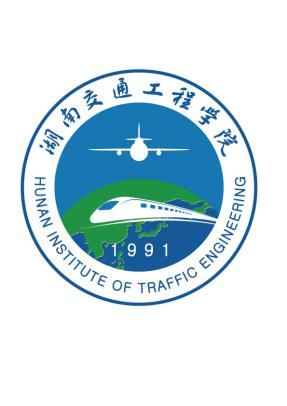 湖南交通工程学院
1991
HUNAN INSTITUTE OF TRAFFIC ENGINEERING